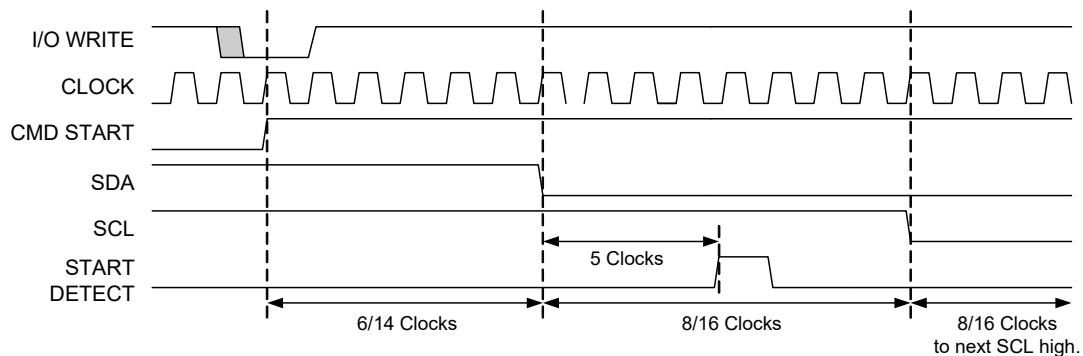 I/O WRITE
CLOCK
CMD START
SDA
SCL
5 Clocks
START
DETECT
6/14 Clocks
8/16 Clocks
8/16 Clocks
to next SCL high.